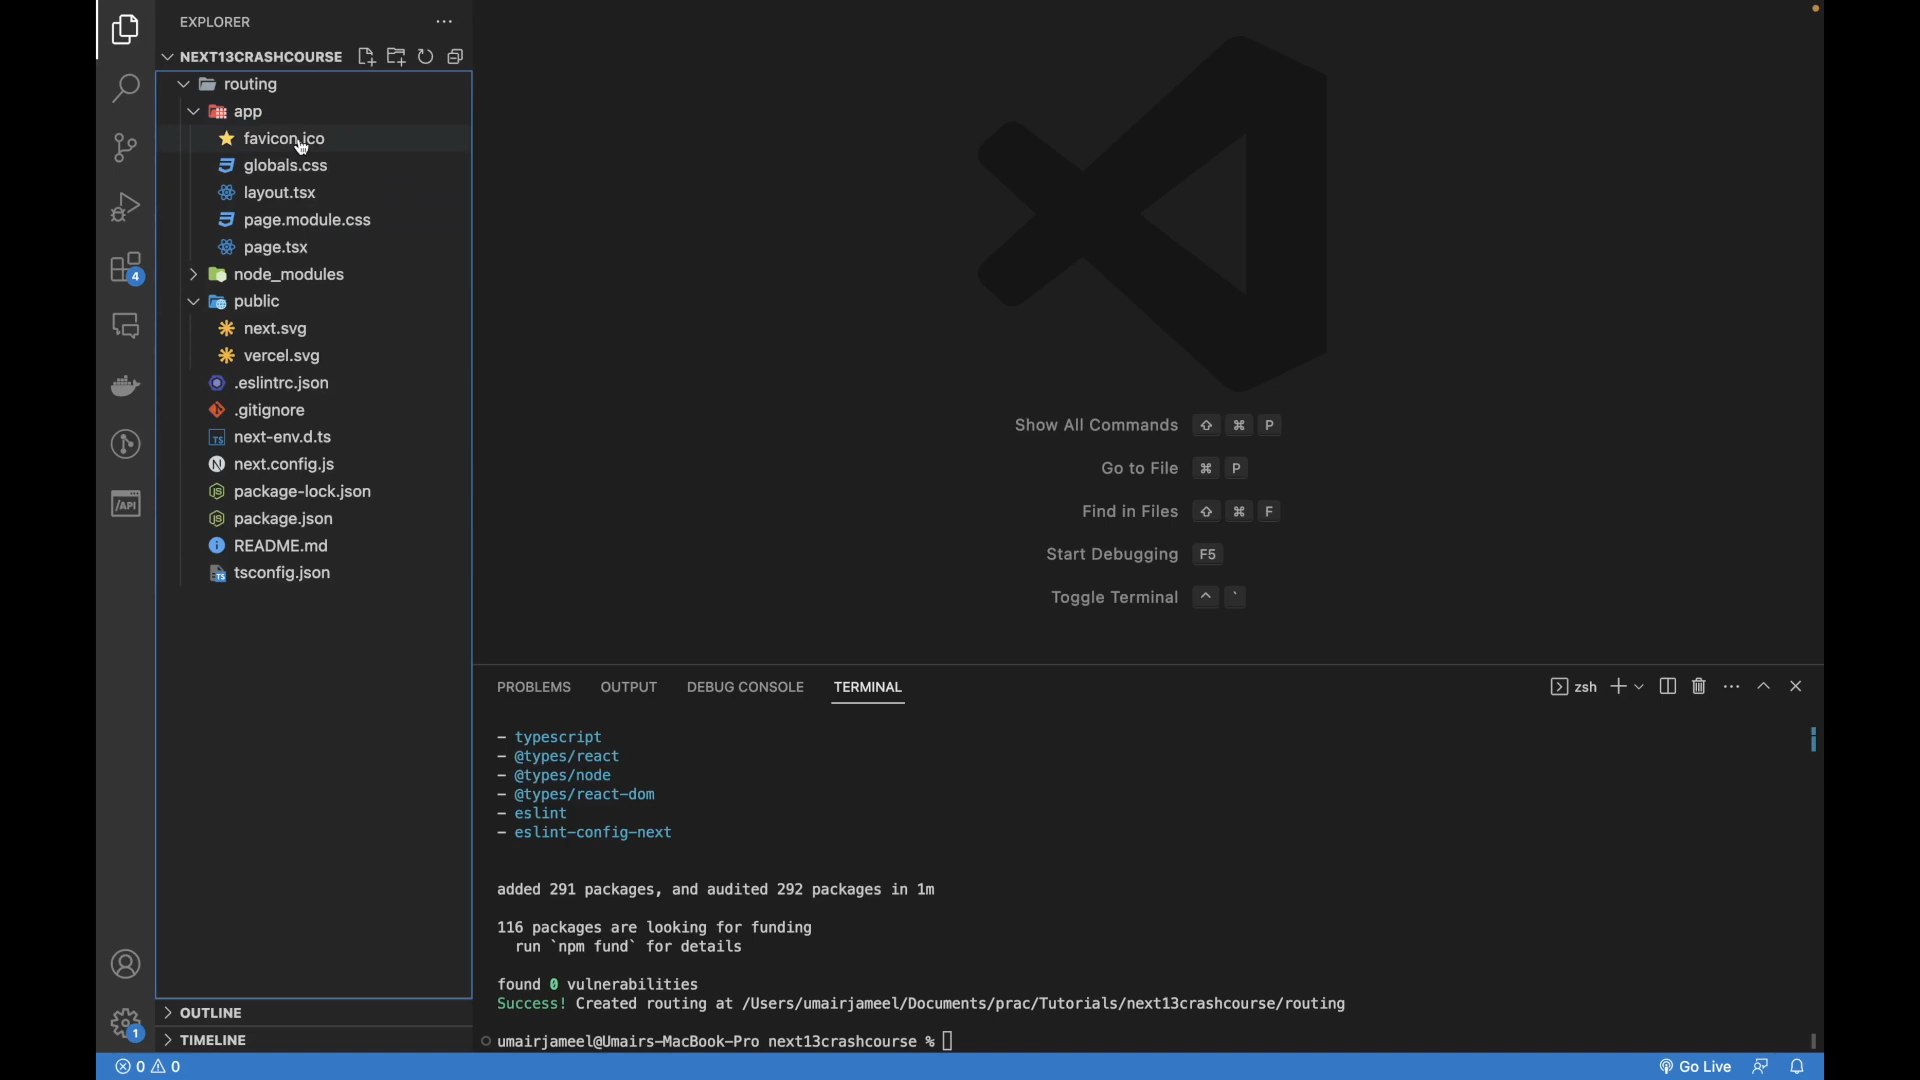 EXPLORER
NEXT13CRASHCOURSE
routing
app
favicon.ico
globals.css
layout.tsx
page.module.css
page.tsx
node_modules
public
next.svg
vercel.svg
.eslintrc.json
.gitignore
next-env.d.ts
next.config.js
package-lock.json
package.json
README.md
tsconfig.json
OUTLINE
TIMELINE
4
/API
1
Show All Commands ⇧ ⌘ P
Go to File ⌘ P
Find in Files ⇧ ⌘ F
Start Debugging F5
Toggle Terminal ^ `
PROBLEMS OUTPUT DEBUG CONSOLE TERMINAL
zsh
- typescript
- @types/react
- @types/node
- @types/react-dom
- eslint
- eslint-config-next
added 291 packages, and audited 292 packages in 1m
116 packages are looking for funding
run `npm fund` for details
found 0 vulnerabilities
Success! Created routing at /Users/umairjameel/Documents/prac/Tutorials/next13crashcourse/routing
umairjameel@Umairs-MacBook-Pro next13crashcourse %
0 0
Go Live